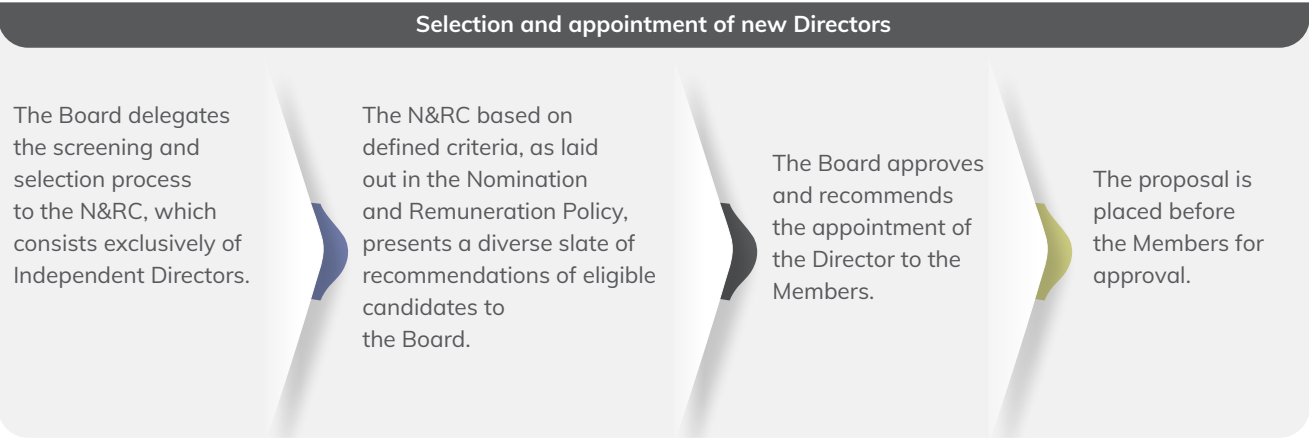 Selection and appointment of new Directors
The Board delegates
the screening and
selection process
to the N&RC, which
consists exclusively of
Independent Directors.
The N&RC based on
defined criteria, as laid
out in the Nomination
and Remuneration Policy,
presents a diverse slate of
recommendations of eligible
candidates to
the Board.
The Board approves
and recommends
the appointment of
the Director to the
Members.
The proposal is
placed before
the Members for
approval.